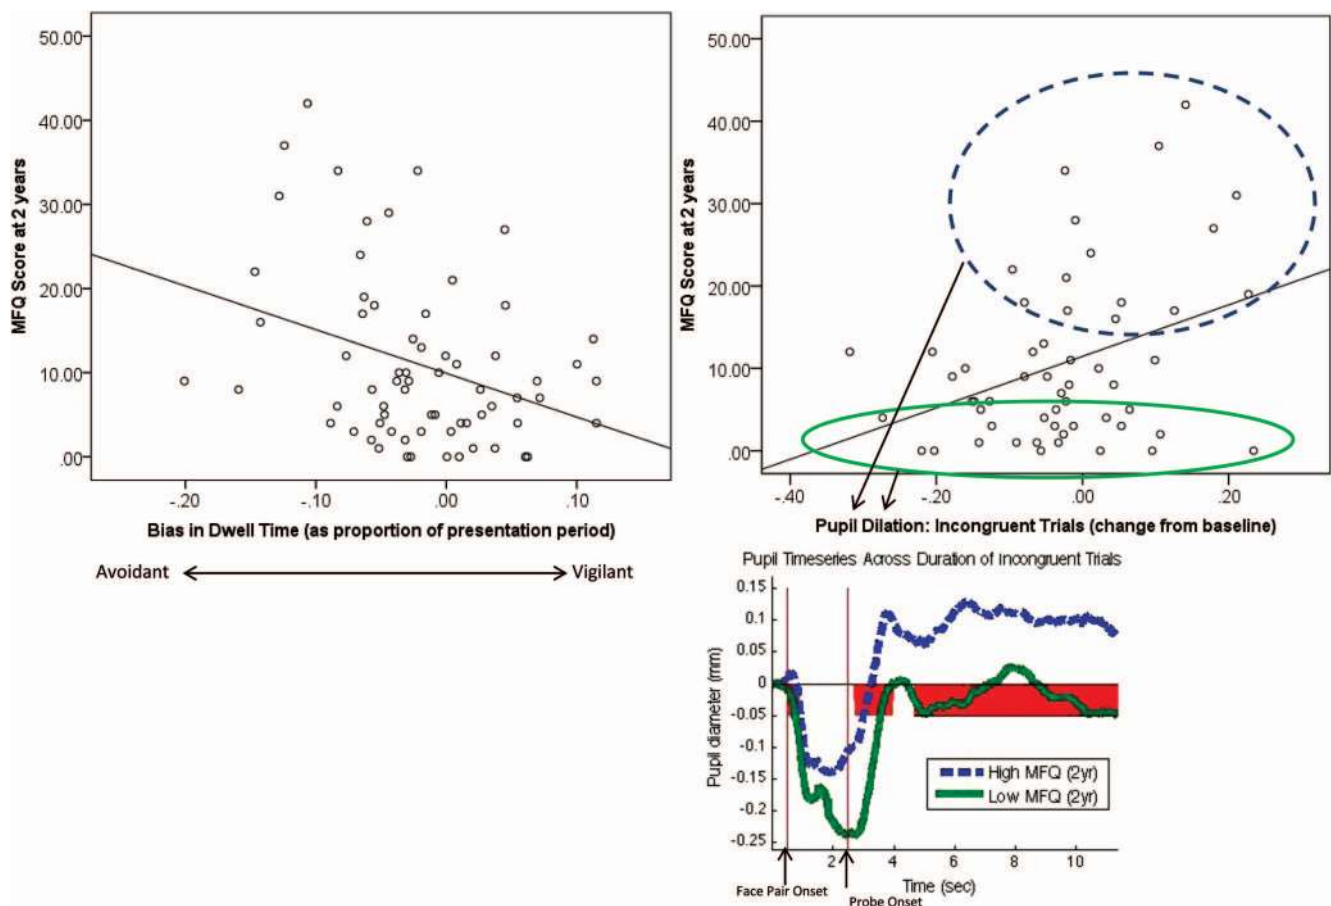 50.00
40.00
30.00
20.00
10.00
.00
MFQ Score at 2 years
-.20
-.10
.00
.10
Bias in Dwell Time (as proportion of presentation period)
Avoidant
Vigilant
50.00
40.00
30.00
20.00
10.00
.00
MFQ Score at 2 years
-.40
-.20
.00
.20
Pupil Dilation: Incongruent Trials (change from baseline)
Pupil Timeseries Across Duration of Incongruent Trials
0.15
0.1
0.05
0
-0.05
-0.1
-0.15
-0.2
-0.25
Pupil diameter (mm)
High MFQ (2yr)
Low MFQ (2yr)
2
4
6
8
10
Time (sec)
Face Pair Onset
Probe Onset